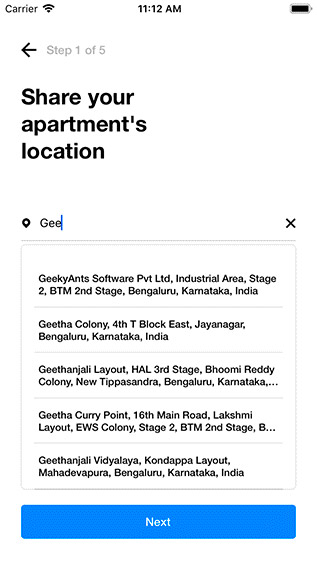 Carrier 11:12 AM
Step 1 of 5
Share your
apartment's
location
Gee
GeekyAnts Software Pvt Ltd, Industrial Area, Stage
2, BTM 2nd Stage, Bengaluru, Karnataka, India
Geetha Colony, 4th T Block East, Jayanagar,
Bengaluru, Karnataka, India
Geethanjali Layout, HAL 3rd Stage, Bhoomi Reddy
Colony, New Tippasandra, Bengaluru, Karnataka,...
Geetha Curry Point, 16th Main Road, Lakshmi
Layout, EWS Colony, Stage 2, BTM 2nd Stage, B...
Geethanjali Vidyalaya, Kondappa Layout,
Mahadevapura, Bengaluru, Karnataka, India
Next